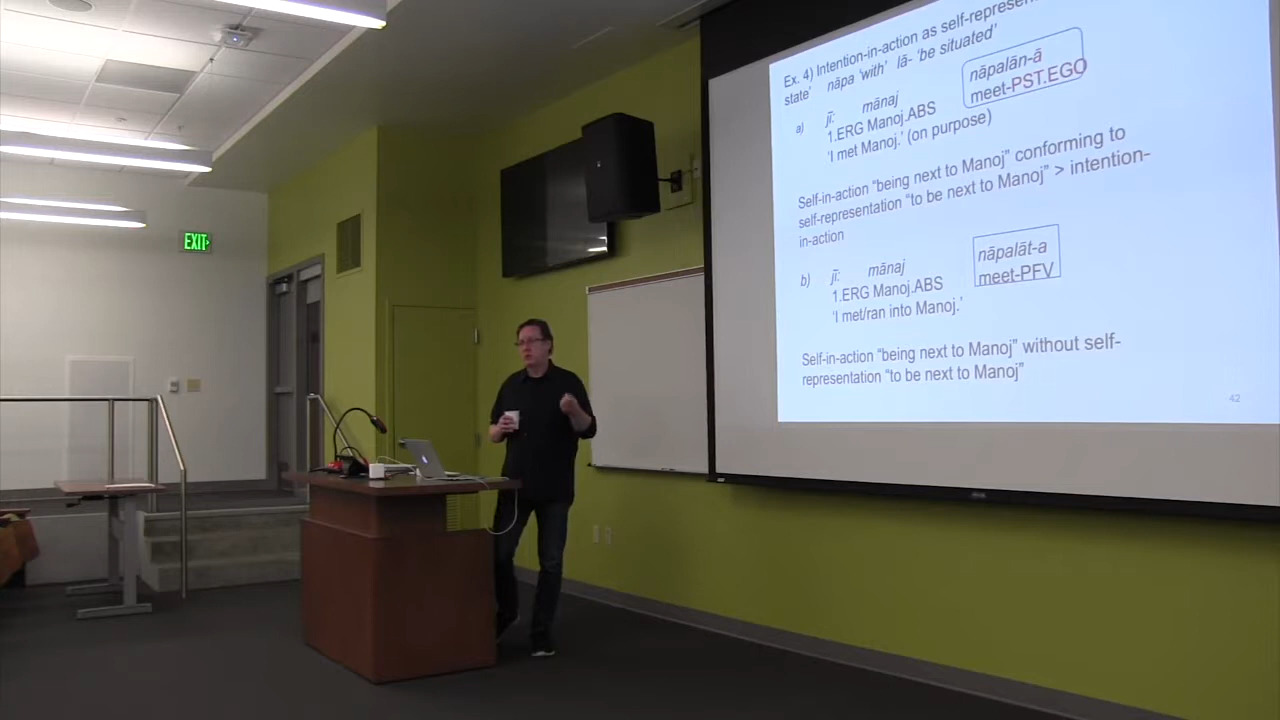 EXIT
Ex. 4) Intention-in-action as self-
state' nāpa 'with' lā- 'be situated'
a) jī: mānaj nāpalān-ā
1.ERG Manoj.ABS meet-PST.EGO
'I met Manoj.' (on purpose)
Self-in-action “being next to Manoj” conforming to
self-representation “to be next to Manoj” > intention-
in-action
b) jī: mānaj nāpalāt-a
1.ERG Manoj.ABS meet-PFV
'I met/ran into Manoj.'
Self-in-action “being next to Manoj” without self-
representation “to be next to Manoj”
42